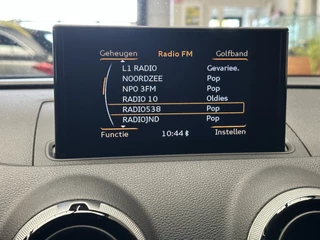 Geheugen Radio FM Golfband
L1 RADIO Gevariee.
NOORDZEE Pop
NPO 3FM Pop
RADIO 10 Oldies
RADIO538 Pop
RADIOJND Pop
Functie 10:44 Instellen